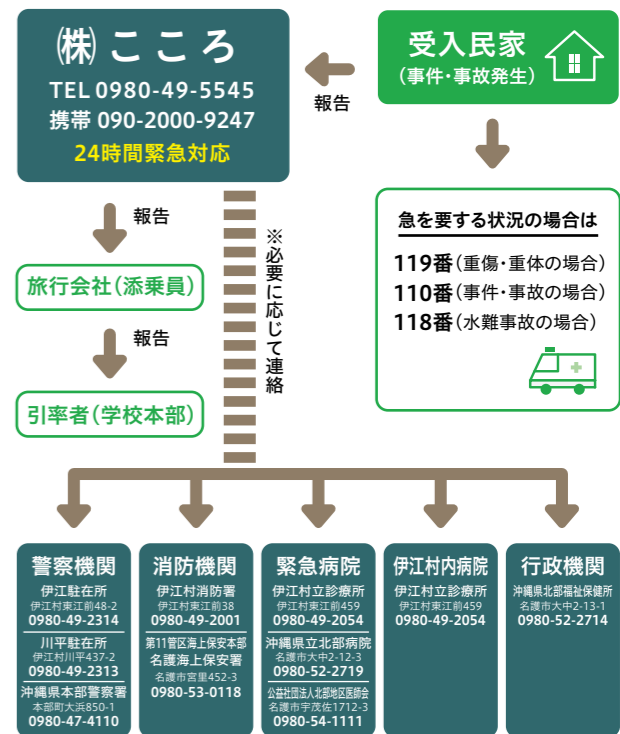 ㈱こころ
TEL 0980-49-5545
携帯 090-2000-9247
24時間緊急対応
報告
受入民家
(事件・事故発生)
急を要する状況の場合は
119番(重傷・重体の場合)
110番(事件・事故の場合)
118番(水難事故の場合)
報告
旅行会社(添乗員)
報告
引率者(学校本部)
※必要に応じて連絡
警察機関
伊江駐在所
伊江村東江前48-2
0980-49-2314
川平駐在所
伊江村川平437-2
0980-49-2313
沖縄県本部警察署
本部町大浜850-1
0980-47-4110
消防機関
伊江村消防署
伊江村東江前38
0980-49-2001
第11管区海上保安本部
名護海上保安署
名護市宮里452-3
0980-53-0118
緊急病院
伊江村立診療所
伊江村東江前459
0980-49-2054
沖縄県立北部病院
名護市大中2-12-3
0980-52-2719
公益社団法人北部地区医師会
名護市宇茂佐1712-3
0980-54-1111
伊江村内病院
伊江村立診療所
伊江村東江前459
0980-49-2054
行政機関
沖縄県北部福祉保健所
名護市大中2-13-1
0980-52-2714